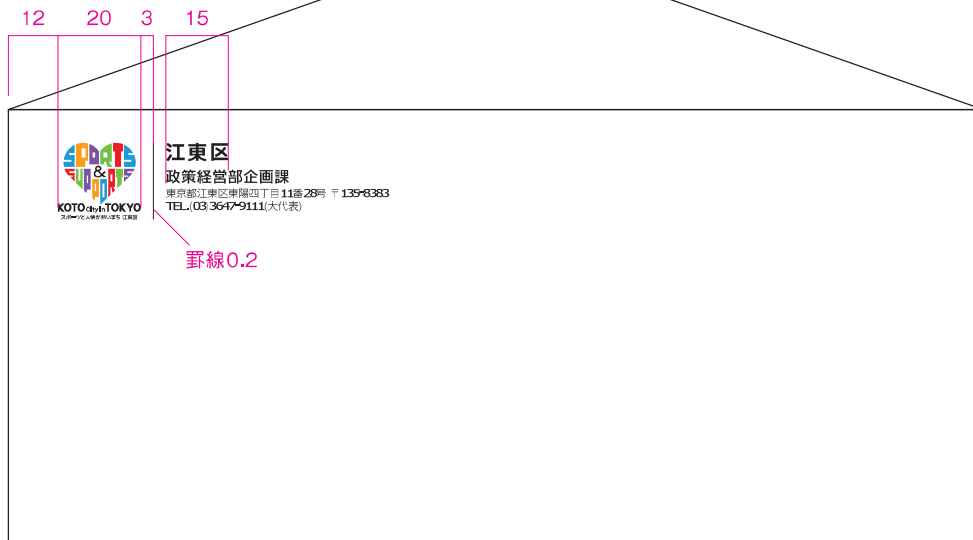 12 20 3 15
SPORTS
&
SUPPORTS
KOTO City in TOKYO
スポーツと人情が熱いまち 江東区
江東区
政策経営部企画課
東京都江東区東陽四丁目11番28号 〒135-8383
TEL.(03)3647-9111(大代表)
罫線0.2